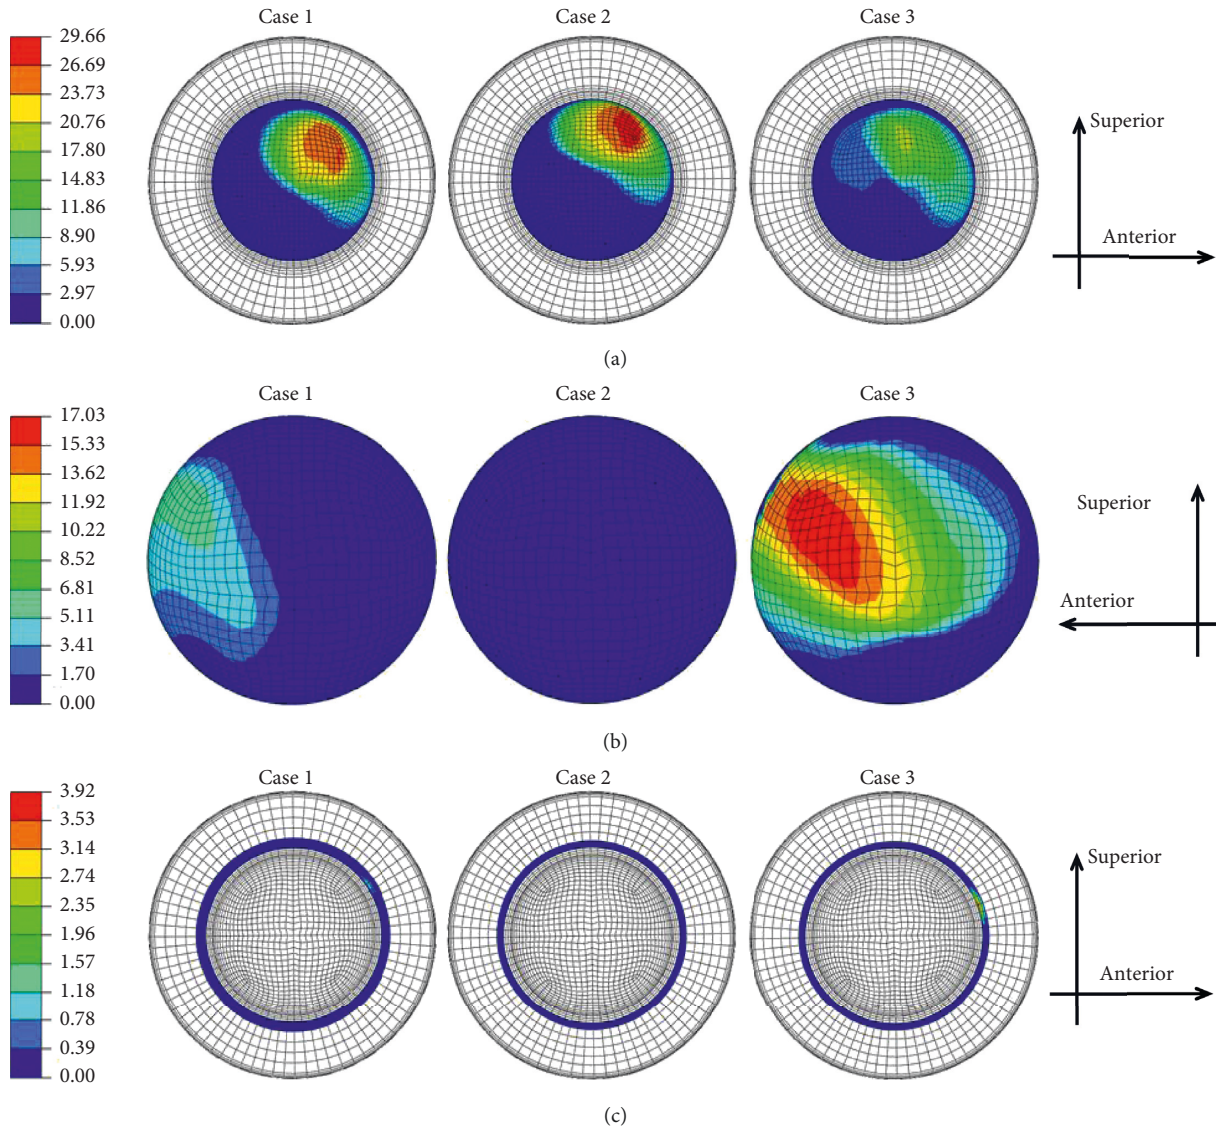 Case 1 Case 2 Case 3
29.66
26.69
23.73
20.76
17.80
14.83
11.86
8.90
5.93
2.97
0.00
Superior
Anterior
(a)
Case 1 Case 2 Case 3
17.03
15.33
13.62
11.92
10.22
8.52
6.81
5.11
3.41
1.70
0.00
Superior
Anterior
(b)
Case 1 Case 2 Case 3
3.92
3.53
3.14
2.74
2.35
1.96
1.57
1.18
0.78
0.39
0.00
Superior
Anterior
(c)